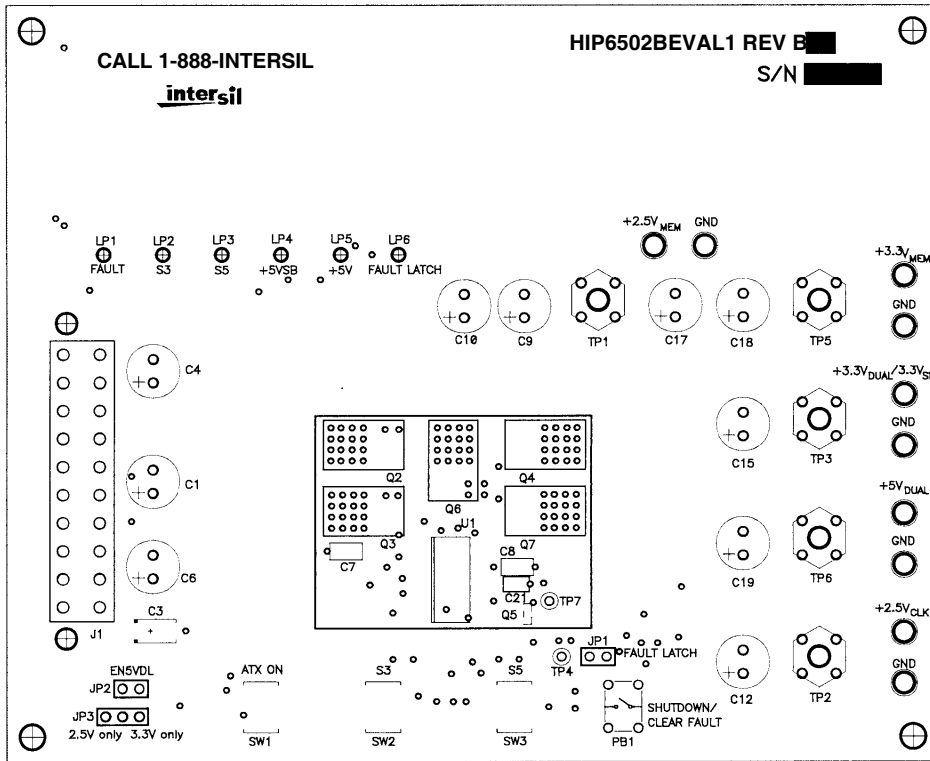 CALL 1-888-INTERSIL
HIP6502BEVAL1 REV B
S/N
intersil
+2.5VMEM GND
LP1 LP2 LP3 LP4 LP5 LP6
FAULT S3 S5 +5VSB +5V FAULT LATCH
+3.3VMEM
GND
C10 C9 TP1 C17 C18 TP5
C4
+3.3VDUAL/3.3VS
GND
C15 TP3
C1
Q2 Q6 Q4
+5VDUAL
GND
U1
Q3 Q7
C7 C8
C6
C21
C19 TP6
Q5 TP7
C3
J1
+2.5VCLK
GND
JP1
FAULT LATCH
TP4
EN5VDL
JP2
ATX ON S3 S5
C12 TP2
JP3
2.5V only 3.3V only
SHUTDOWN/
CLEAR FAULT
SW1 SW2 SW3 PB1